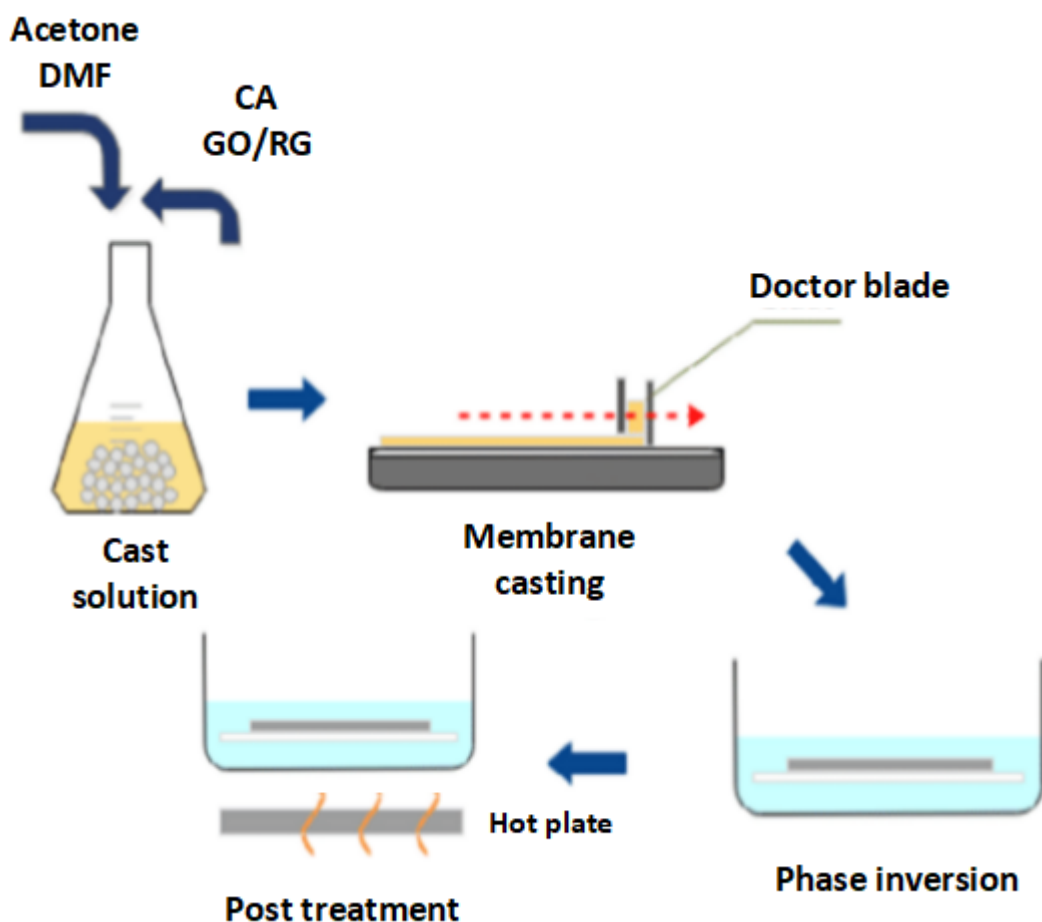 Acetone
DMF
CA
GO/RG
Doctor blade
Cast
solution
Membrane
casting
Hot plate
Phase inversion
Post treatment